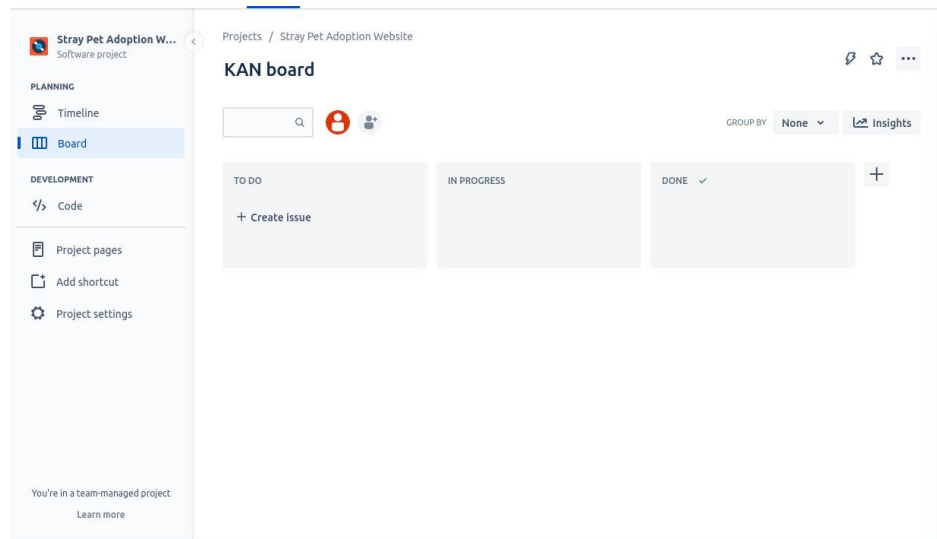 Stray Pet Adoption W...
Software project
PLANNING
Timeline
Board
DEVELOPMENT
Code
Project pages
Add shortcut
Project settings
You're in a team-managed project
Learn more
Projects / Stray Pet Adoption Website
KAN board
GROUP BY None
Insights
TO DO
+ Create issue
IN PROGRESS
DONE